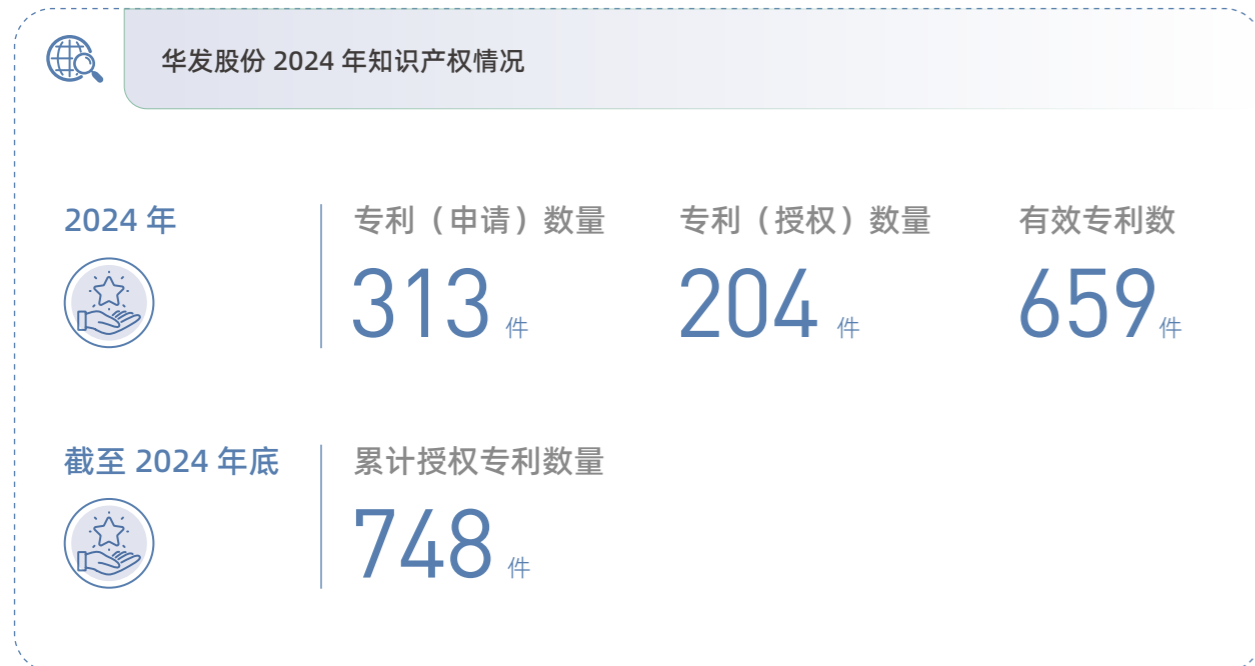 华发股份 2024 年知识产权情况
2024 年
专利（申请）数量
313 件
专利（授权）数量
204 件
有效专利数
659 件
截至 2024 年底
累计授权专利数量
748 件